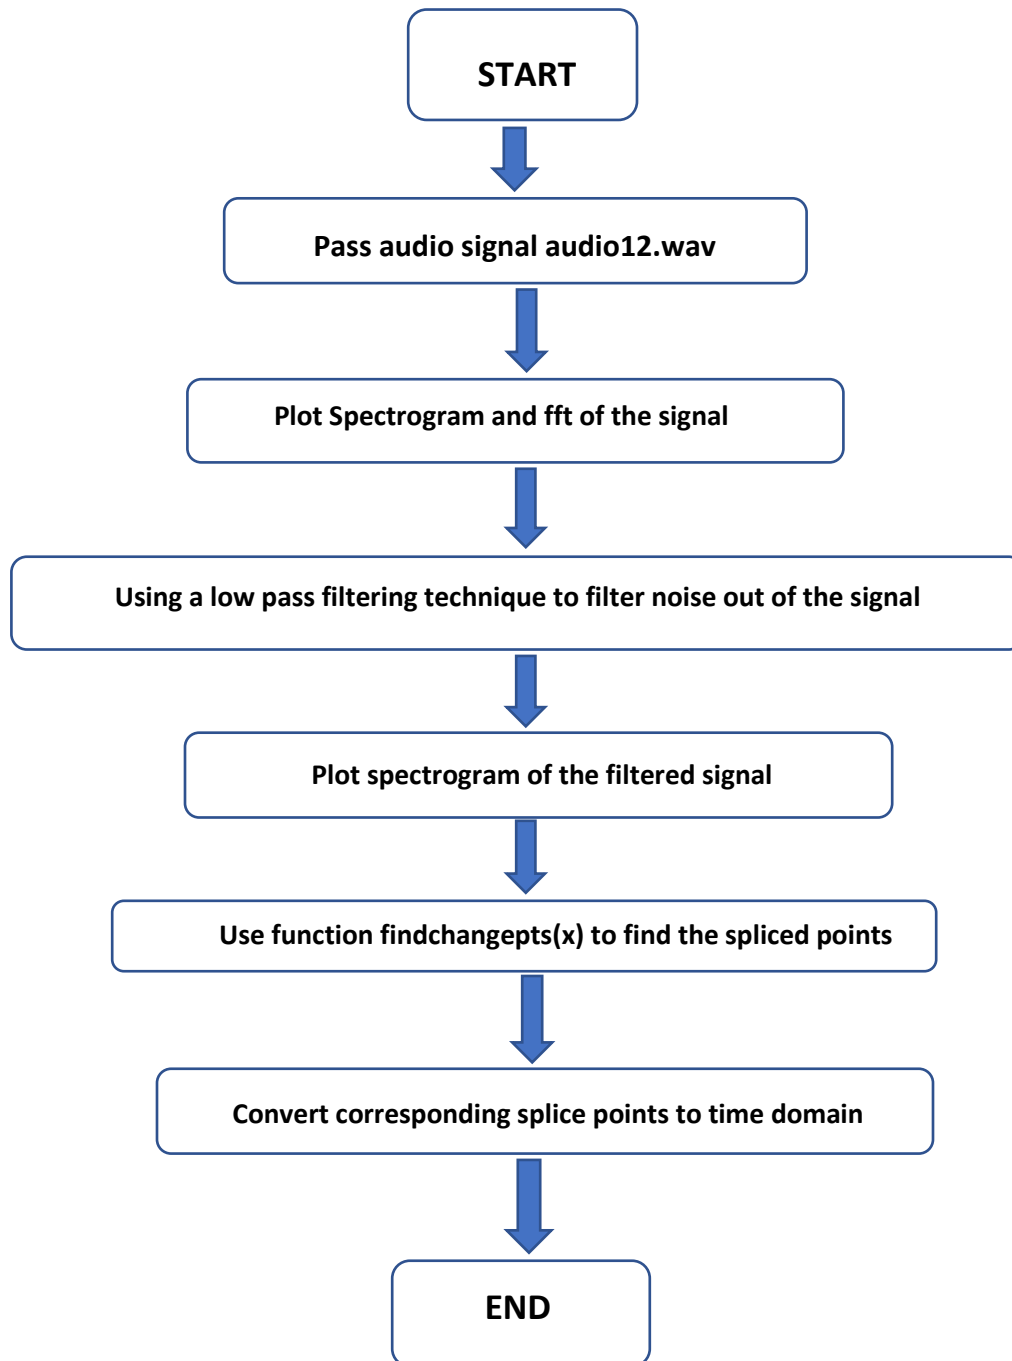 START
Pass audio signal audio12.wav
Plot Spectrogram and fft of the signal
Using a low pass filtering technique to filter noise out of the signal
Plot spectrogram of the filtered signal
Use function findchangepts(x) to find the spliced points
Convert corresponding splice points to time domain
END